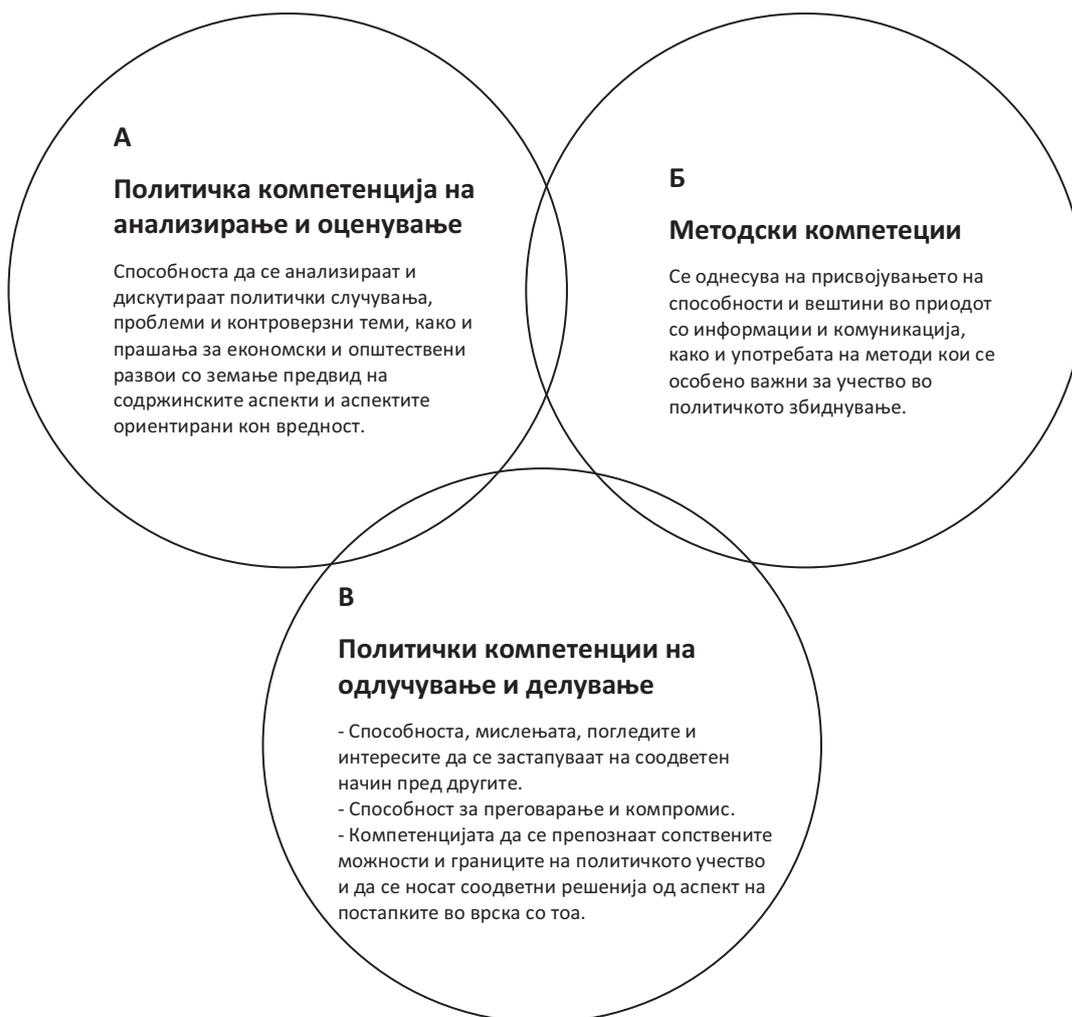 А
Политичка компетенција на
анализирање и оценување
Способноста да се анализираат и
дискутираат политички случувања,
проблеми и контроверзни теми, како и
прашања за економски и општествени
развои со земање предвид на
содржинските аспекти и аспектите
ориентирани кон вредност.
Б
Методски компетеции
Се однесува на присвојувањето на
способности и вештини во приодот
со информации и комуникација,
како и употребата на методи кои се
особено важни за учество во
политичкото збиднување.
В
Политички компетенции на
одлучување и делување
- Способноста, мислењата, погледите и
интересите да се застапуваат на соодветен
начин пред другите.
- Способност за преговарање и компромис.
- Компетенцијата да се препознаат сопствените
можности и границите на политичкото учество
и да се носат соодветни решенија од аспект на
постапките во врска со тоа.